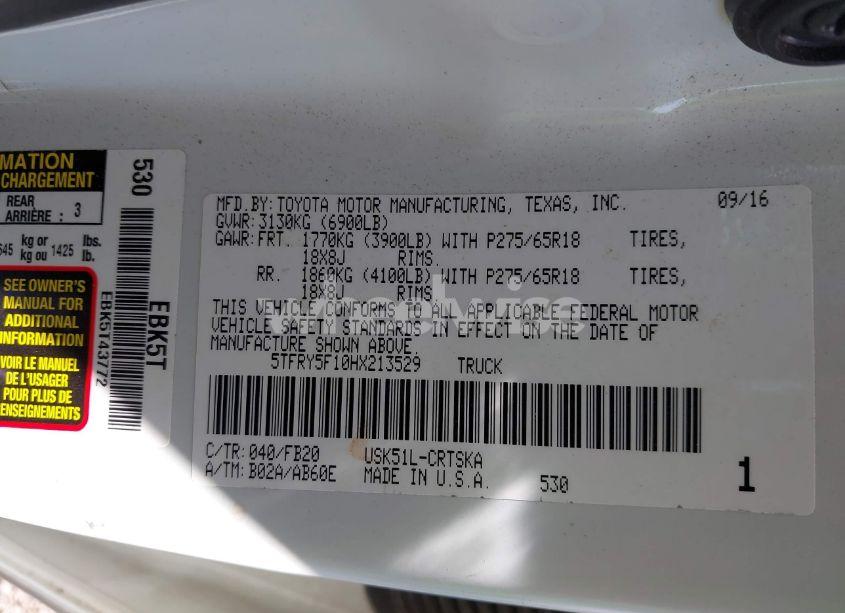 MATION
CHARGEMENT
REAR
ARRIÈRE : 3
645 kg or kg ou 1425 lbs. lb.
SEE OWNER'S
MANUAL FOR
ADDITIONAL
INFORMATION
VOIR LE MANUEL
DE L'USAGER
POUR PLUS DE
RENSEIGNEMENTS
530
EBK5143772
EBK5T
MFD.BY: TOYOTA MOTOR MANUFACTURING, TEXAS, INC. 09/16
GVWR: 3130KG (6900LB)
GAWR: FRT. 1770KG (3900LB) WITH P275/65R18 TIRES,
18X8J RIMS.
RR. 1860KG (4100LB) WITH P275/65R18 TIRES,
18X8J RIMS
THIS VEHICLE CONFORMS TO ALL APPLICABLE FEDERAL MOTOR
VEHICLE SAFETY STANDARDS IN EFFECT ON THE DATE OF
MANUFACTURE SHOWN ABOVE.
5TFRY5F10HX213529 TRUCK
C/TR: 040/FB20 USK51L-CRTSKA
A/TM: B02A/AB60E MADE IN U.S.A. 530 1